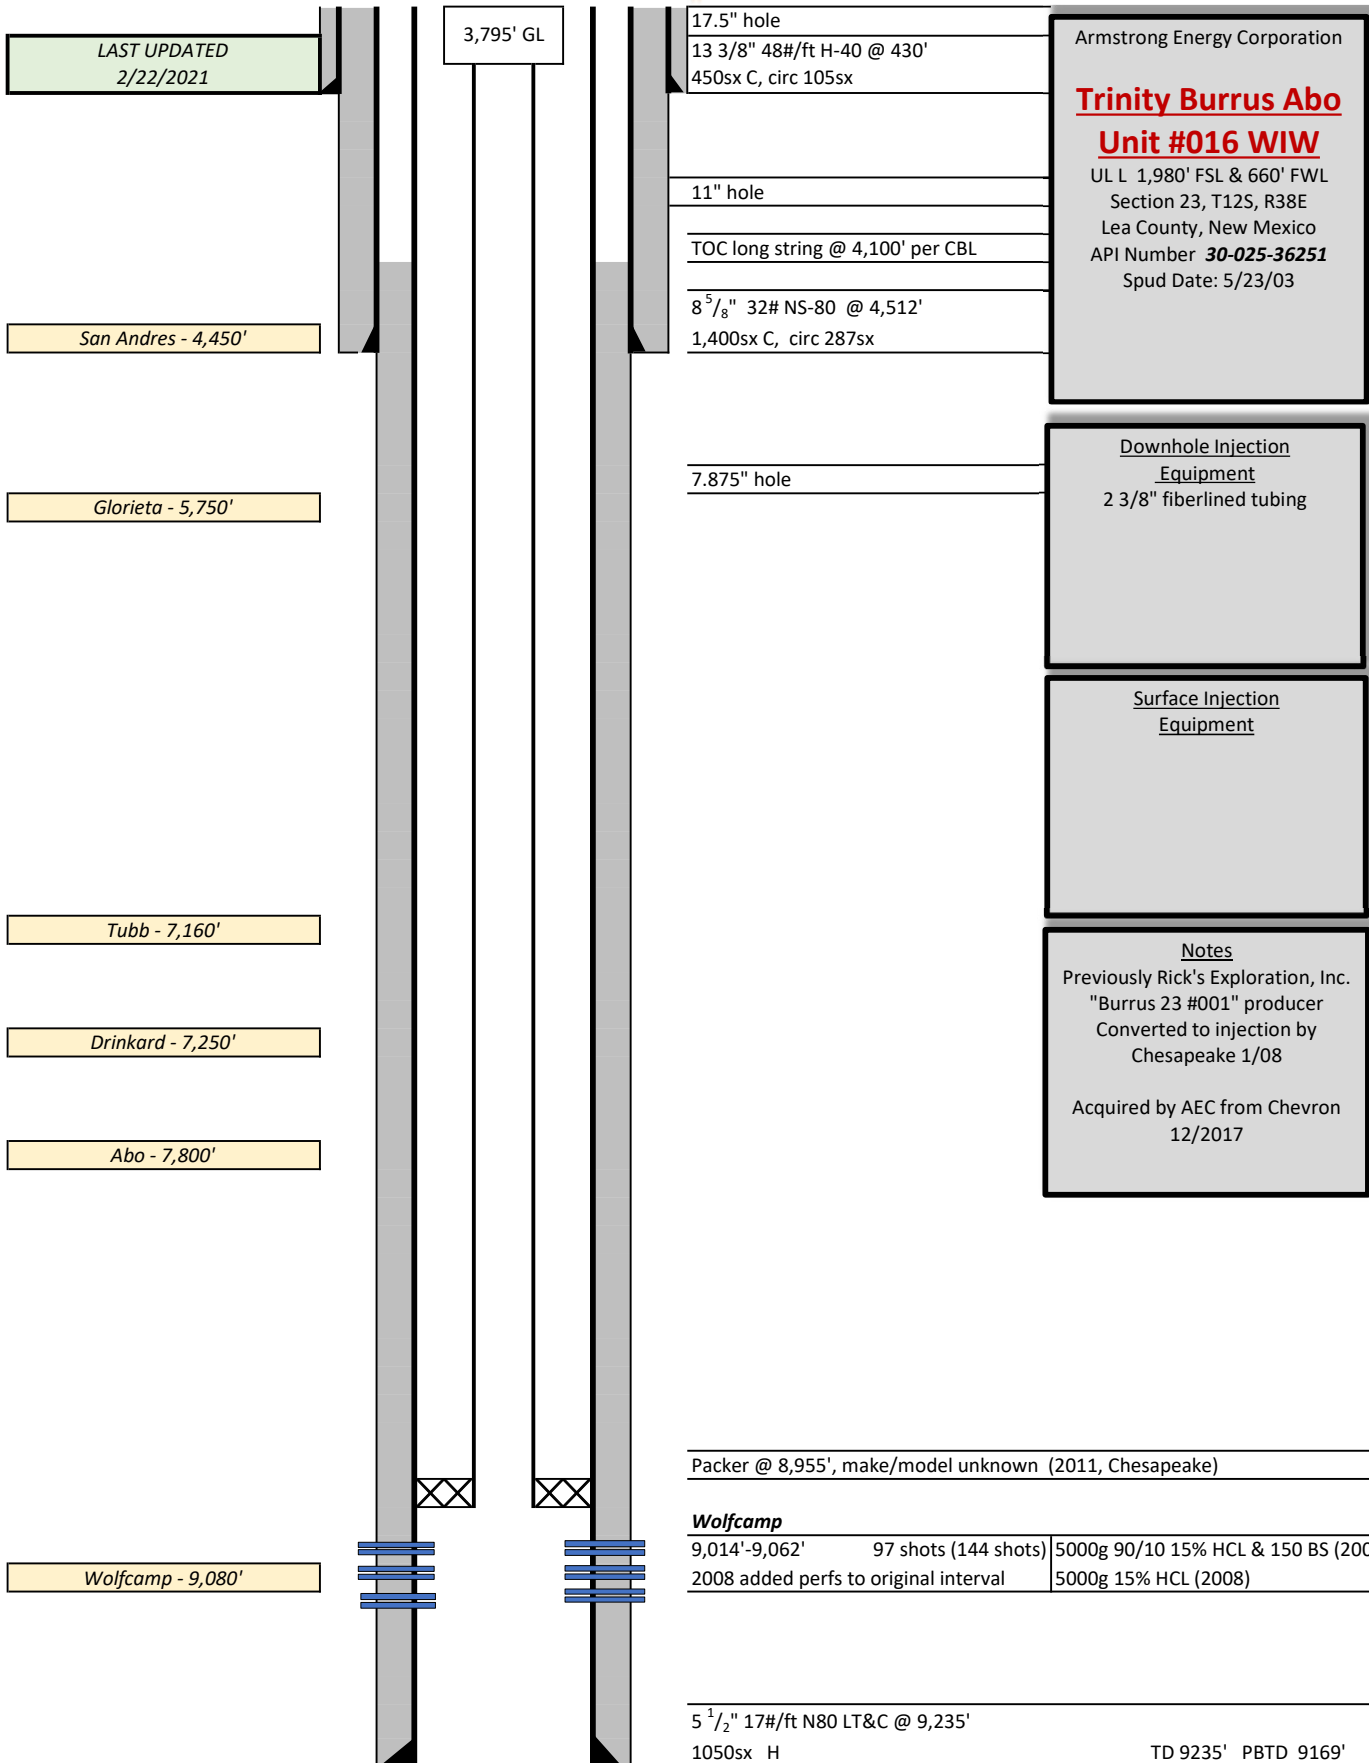 LAST UPDATED
2/22/2021
3,795' GL
17.5" hole
13 3/8" 48#/ft H-40 @ 430'
450sx C, circ 105sx
11" hole
TOC long string @ 4,100' per CBL
8 5/8" 32# NS-80 @ 4,512'
1,400sx C, circ 287sx
7.875" hole
Armstrong Energy Corporation
Trinity Burrus Abo
Unit #016 WIW
UL L 1,980' FSL & 660' FWL
Section 23, T12S, R38E
Lea County, New Mexico
API Number 30-025-36251
Spud Date: 5/23/03
Downhole Injection
Equipment
2 3/8" fiberlined tubing
Surface Injection
Equipment
Notes
Previously Rick's Exploration, Inc.
"Burrus 23 #001" producer
Converted to injection by
Chesapeake 1/08
Acquired by AEC from Chevron
12/2017
San Andres - 4,450'
Glorieta - 5,750'
Tubb - 7,160'
Drinkard - 7,250'
Abo - 7,800'
Wolfcamp - 9,080'
Packer @ 8,955', make/model unknown (2011, Chesapeake)
Wolfcamp
9,014'-9,062' 97 shots (144 shots) 5000g 90/10 15% HCL & 150 BS (200
2008 added perfs to original interval 5000g 15% HCL (2008)
5 1/2" 17#/ft N80 LT&C @ 9,235'
1050sx H TD 9235' PBTD 9169'